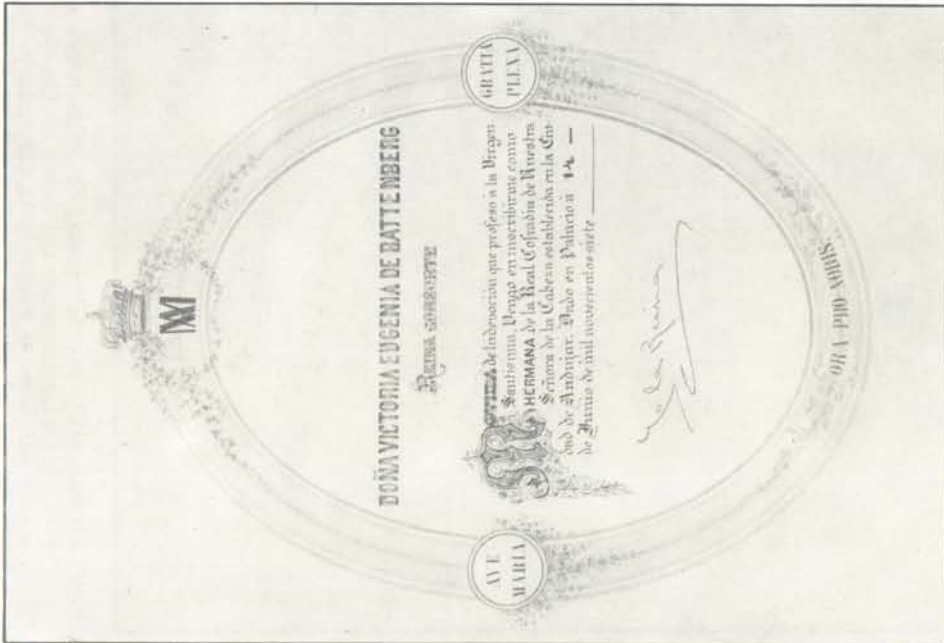 DOÑA VICTORIA EUGENIA DE BATTENBERG
REINA CONSORTE
MOVIDA de la devoción que profeso a la Virgen
Santísima, Vengo en inscribirme como
HERMANA de la Real Cofradía de Nuestra
Señora de la Cabeza establecida en la Ciu-
dad de Andujar. Dado en Palacio à 14 —
de Junio de mil novecientos siete
Yo la Reina
AVE
MARIA
GRATIA
PLENA
ORA PRO NOBIS.